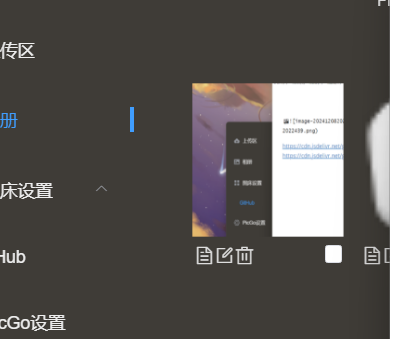 传区
册
床设置
Hub
cGo设置
上传区
相册
图床设置
GitHub
PicGo设置
2022409.png)
https://cdn.jsdelivr.net/
https://cdn.jsdelivr.net/